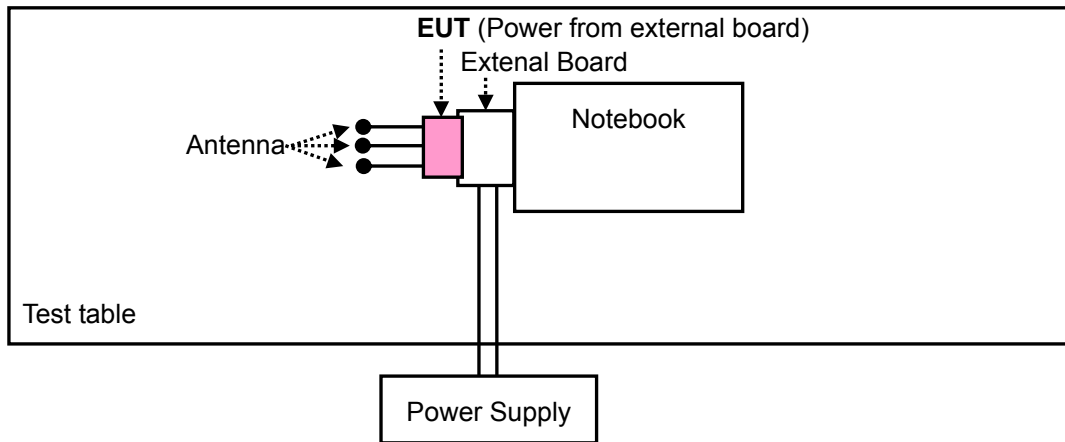 EUT (Power from external board)
Extenal Board
Notebook
Antenna
Test table
Power Supply